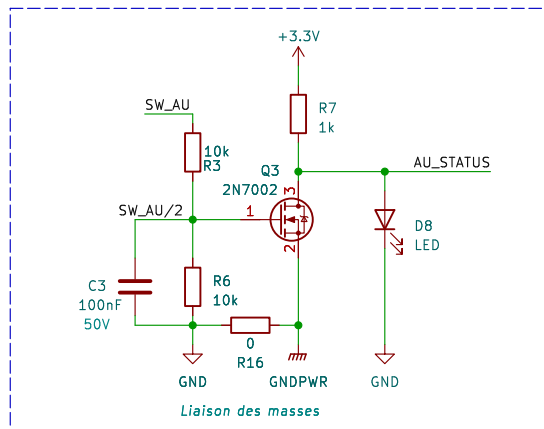 +3.3V
SW_AU
R7
1k
10k
R3
Q3
2N7002
3
AU_STATUS
SW_AU/2
1
D8
LED
2
C3
100nF
50V
R6
10k
0
R16
GND
GNDPWR
GND
Liaison des masses